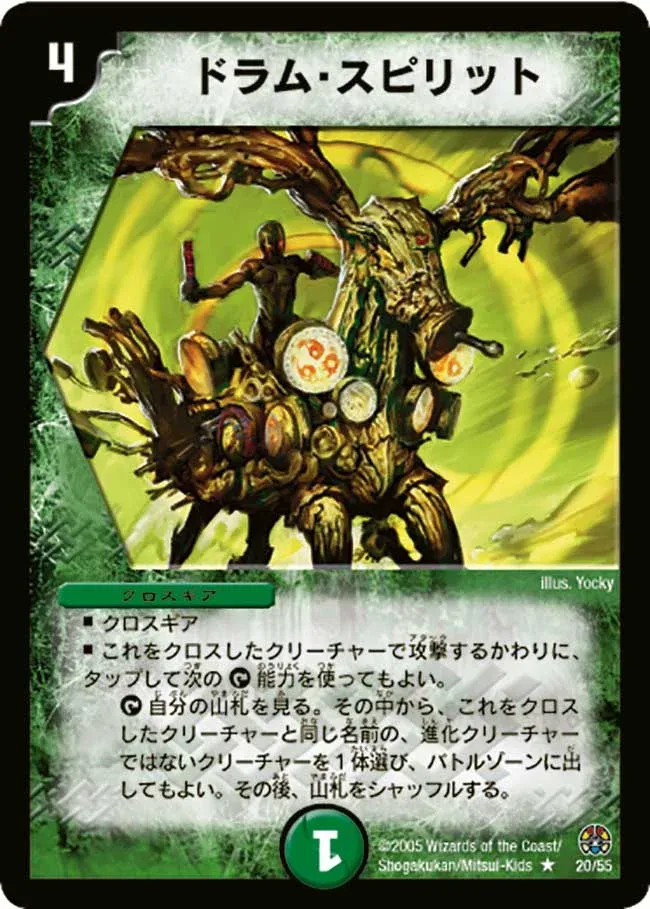 4
ドラム・スピリット
illus. Yocky
クロスギア
■ クロスギア
■ これをクロスしたクリーチャーで攻撃するかわりに、
タップして次の 能力を使ってもよい。
自分の山札を見る。その中から、これをクロス
したクリーチャーと同じ名前の、進化クリーチャー
ではないクリーチャーを1体選び、バトルゾーンに出
してもよい。その後、山札をシャッフルする。
1
©2005 Wizards of the Coast/
Shogakukan/Mitsui-Kids ★ 20/55